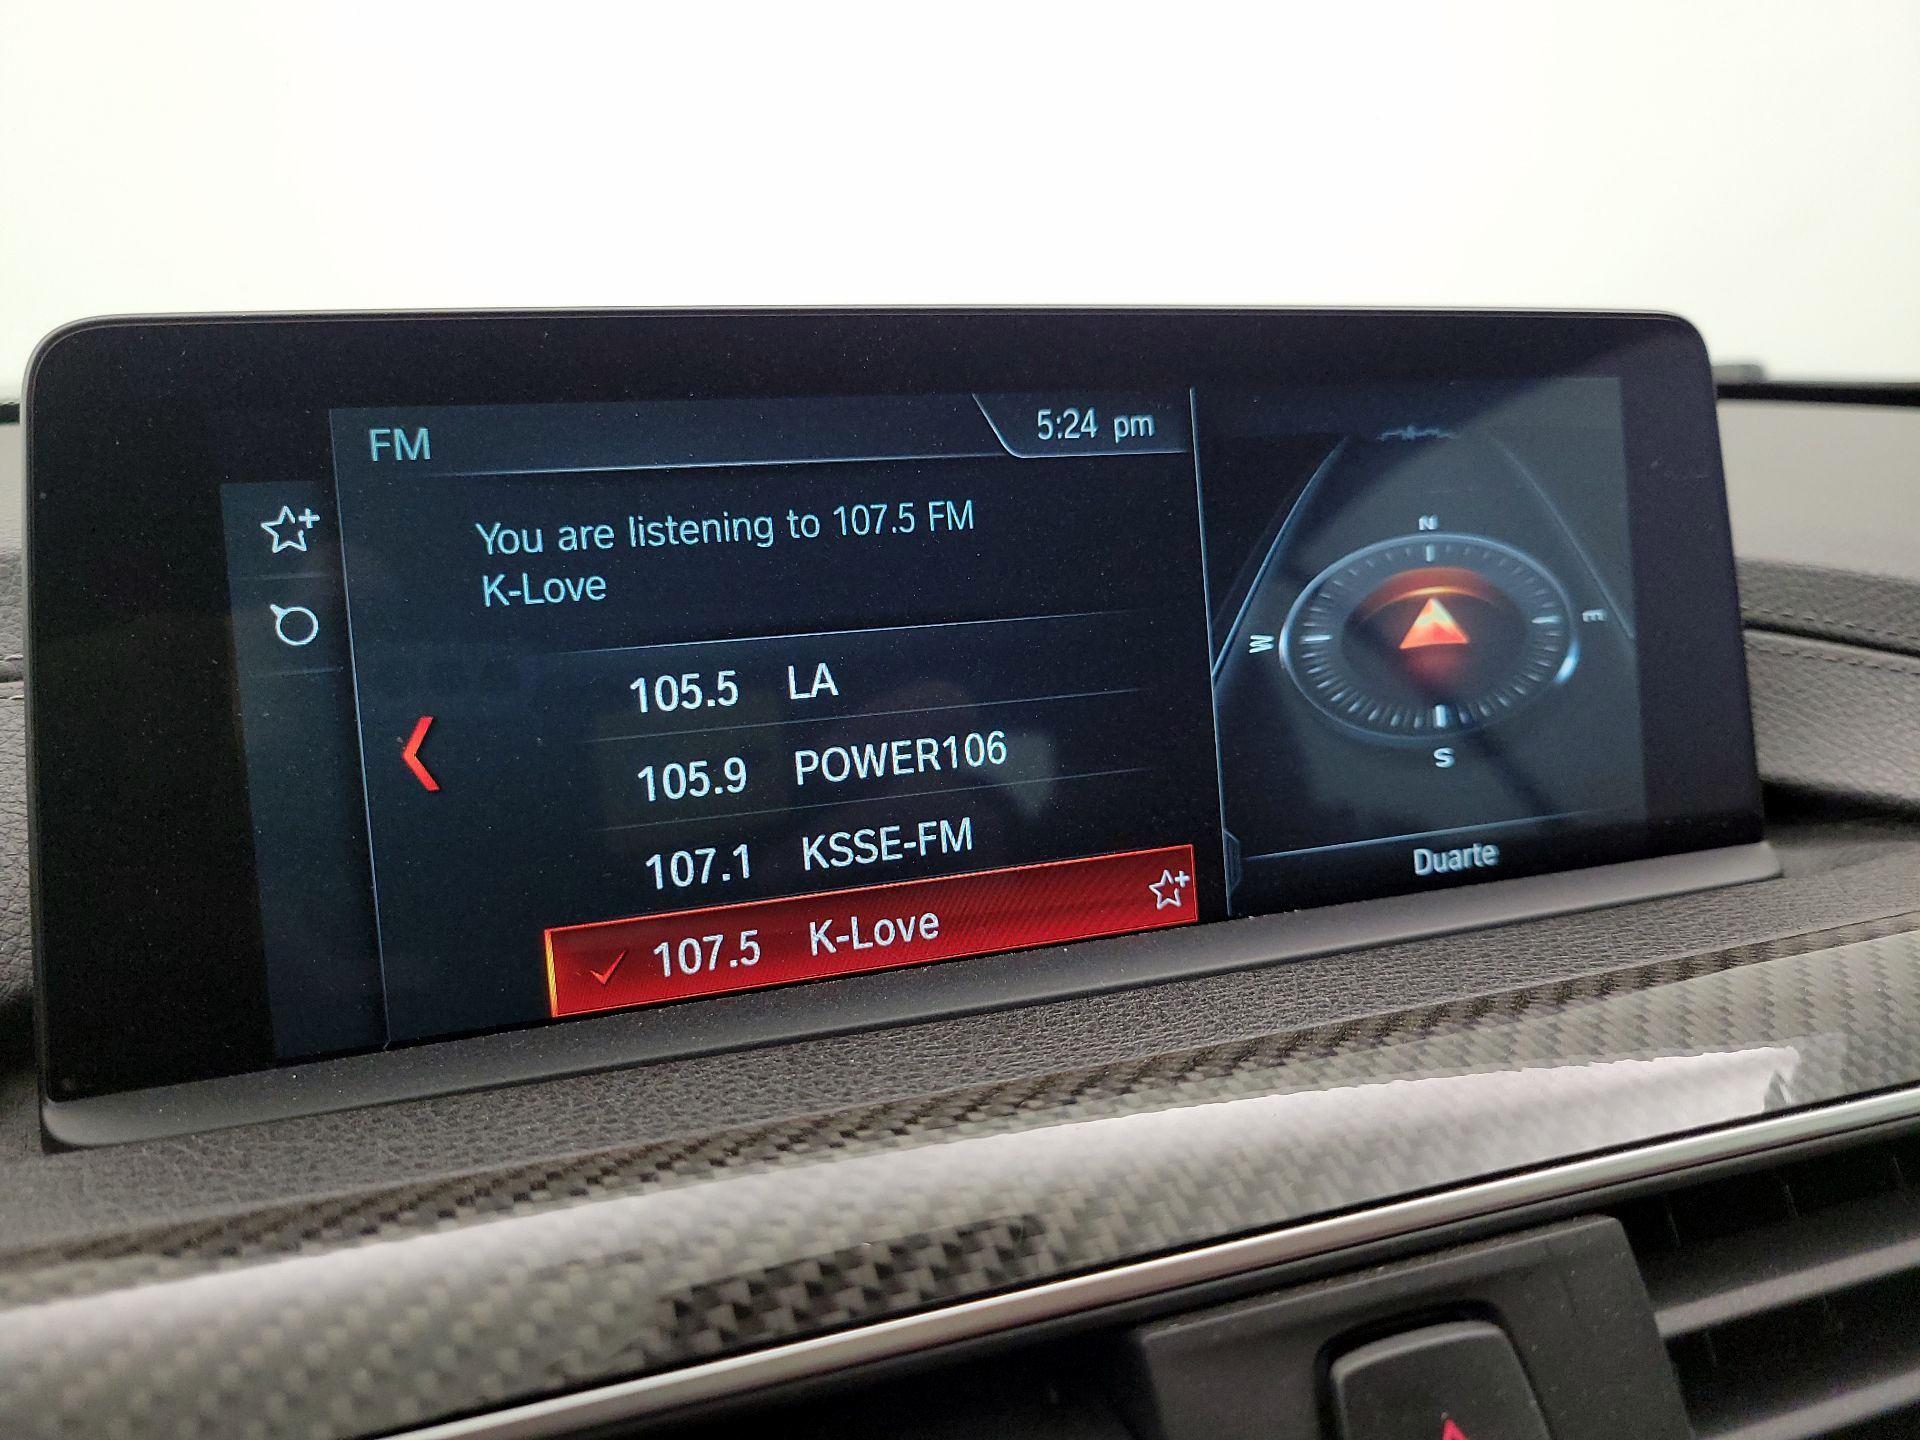 FM
5:24 pm
You are listening to 107.5 FM
K-Love
105.5 LA
105.9 POWER106
107.1 KSSE-FM
107.5 K-Love
N
W
E
S
Duarte